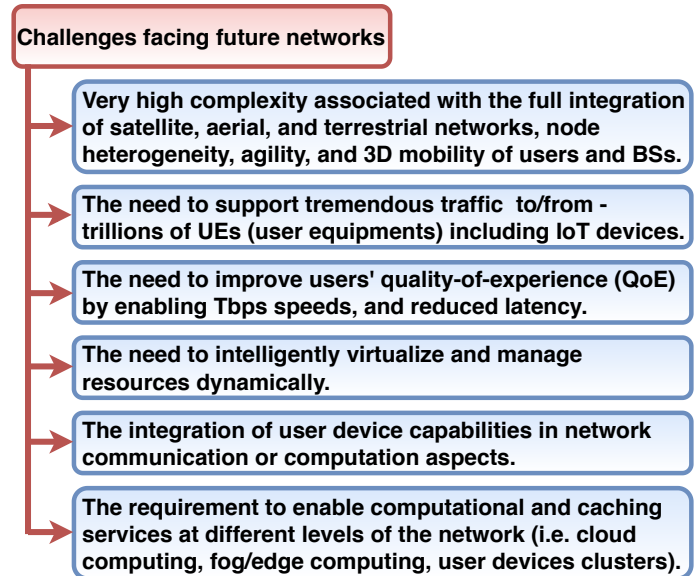 Challenges facing future networks
Very high complexity associated with the full integration
of satellite, aerial, and terrestrial networks, node
heterogeneity, agility, and 3D mobility of users and BSs.
The need to support tremendous traffic to/from -
trillions of UEs (user equipments) including IoT devices.
The need to improve users' quality-of-experience (QoE)
by enabling Tbps speeds, and reduced latency.
The need to intelligently virtualize and manage
resources dynamically.
The integration of user device capabilities in network
communication or computation aspects.
The requirement to enable computational and caching
services at different levels of the network (i.e. cloud
computing, fog/edge computing, user devices clusters).